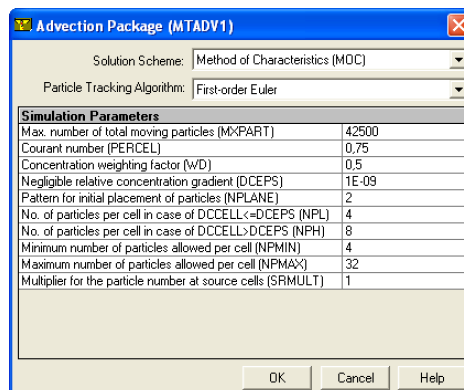 Advection Package (MTADV1)
Solution Scheme: Method of Characteristics (MOC)
Particle Tracking Algorithm: First-order Euler
Simulation Parameters
Max. number of total moving particles (MXPART) 42500
Courant number (PERCEL) 0,75
Concentration weighting factor (WD) 0,5
Negligible relative concentration gradient (DCEPS) 1E-09
Pattern for initial placement of particles (NPLANE) 2
No. of particles per cell in case of DCCELL<=DCEPS (NPL) 4
No. of particles per cell in case of DCCELL>DCEPS (NPH) 8
Minimum number of particles allowed per cell (NPMIN) 4
Maximum number of particles allowed per cell (NPMAX) 32
Multiplier for the particle number at source cells (SRMULT) 1
OK Cancel Help